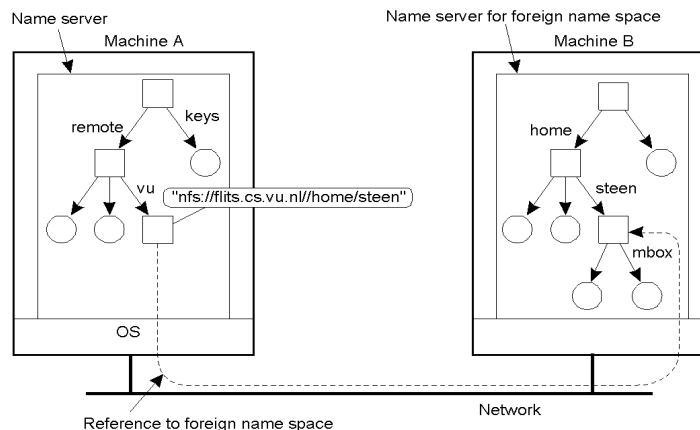 Name server
Name server for foreign name space
Machine A
Machine B
keys
remote
home
vu
steen
"nfs://flits.cs.vu.nl//home/steen"
mbox
OS
Network
Reference to foreign name space